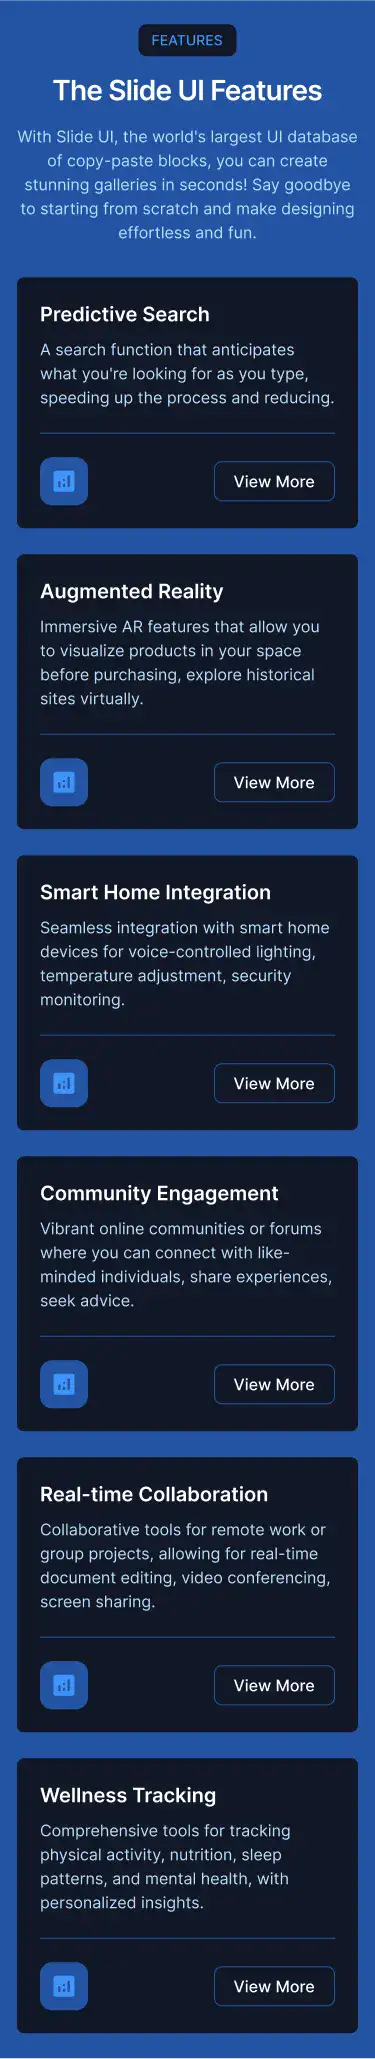 FEATURES
The Slide UI Features
With Slide UI, the world's largest UI database
of copy-paste blocks, you can create
stunning galleries in seconds! Say goodbye
to starting from scratch and make designing
effortless and fun.
Predictive Search
A search function that anticipates
what you're looking for as you type,
speeding up the process and reducing.
View More
Augmented Reality
Immersive AR features that allow you
to visualize products in your space
before purchasing, explore historical
sites virtually.
View More
Smart Home Integration
Seamless integration with smart home
devices for voice-controlled lighting,
temperature adjustment, security
monitoring.
View More
Community Engagement
Vibrant online communities or forums
where you can connect with like-
minded individuals, share experiences,
seek advice.
View More
Real-time Collaboration
Collaborative tools for remote work or
group projects, allowing for real-time
document editing, video conferencing,
screen sharing.
View More
Wellness Tracking
Comprehensive tools for tracking
physical activity, nutrition, sleep
patterns, and mental health, with
personalized insights.
View More